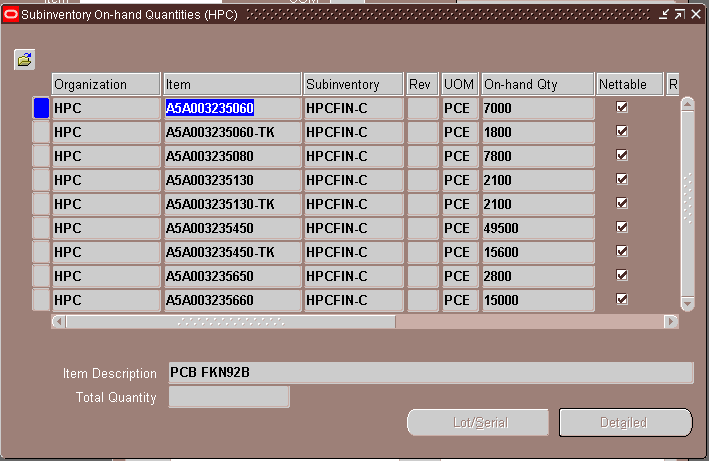 UOM
Subinventory On-hand Quantities (HPC)
Organization Item Subinventory Rev UOM On-hand Qty Nettable R
HPC A5A003235060 HPCFIN-C PCE 7000
HPC A5A003235060-TK HPCFIN-C PCE 1800
HPC A5A003235080 HPCFIN-C PCE 7800
HPC A5A003235130 HPCFIN-C PCE 2100
HPC A5A003235130-TK HPCFIN-C PCE 2100
HPC A5A003235450 HPCFIN-C PCE 49500
HPC A5A003235450-TK HPCFIN-C PCE 15600
HPC A5A003235650 HPCFIN-C PCE 2800
HPC A5A003235660 HPCFIN-C PCE 15000
Item Description PCB FKN92B
Total Quantity
Lot/Serial Detailed